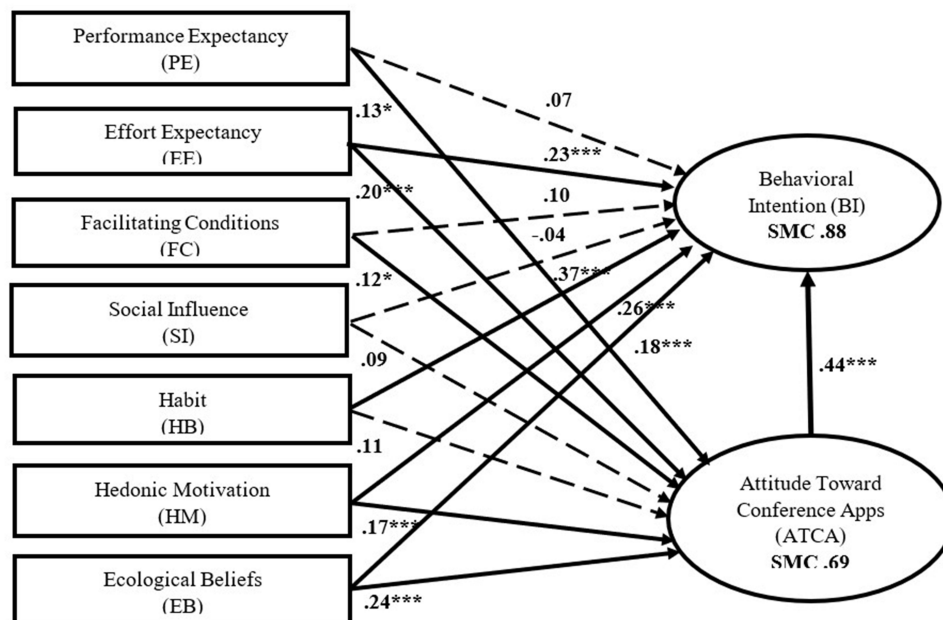 Performance Expectancy
(PE)
Effort Expectancy
(EE)
Facilitating Conditions
(FC)
Social Influence
(SI)
Habit
(HB)
Hedonic Motivation
(HM)
Ecological Beliefs
(EB)
.13*
.20***
.12*
.09
.11
.17***
.24***
.07
.23***
.10
-.04
.37***
.26***
.18***
.44***
Behavioral
Intention (BI)
SMC .88
Attitude Toward
Conference Apps
(ATCA)
SMC .69